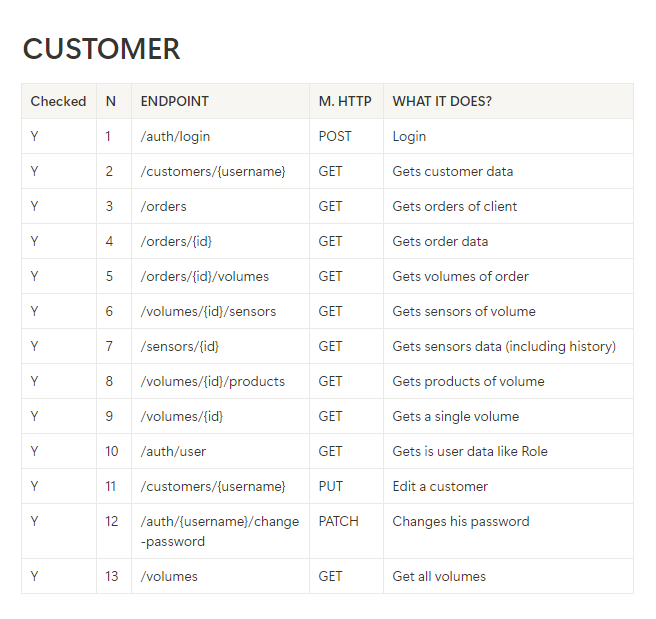 CUSTOMER
Checked N ENDPOINT M. HTTP WHAT IT DOES?
Y 1 /auth/login POST Login
Y 2 /customers/{username} GET Gets customer data
Y 3 /orders GET Gets orders of client
Y 4 /orders/{id} GET Gets order data
Y 5 /orders/{id}/volumes GET Gets volumes of order
Y 6 /volumes/{id}/sensors GET Gets sensors of volume
Y 7 /sensors/{id} GET Gets sensors data (including history)
Y 8 /volumes/{id}/products GET Gets products of volume
Y 9 /volumes/{id} GET Gets a single volume
Y 10 /auth/user GET Gets is user data like Role
Y 11 /customers/{username} PUT Edit a customer
Y 12 /auth/{username}/change PATCH Changes his password
-password
Y 13 /volumes GET Get all volumes